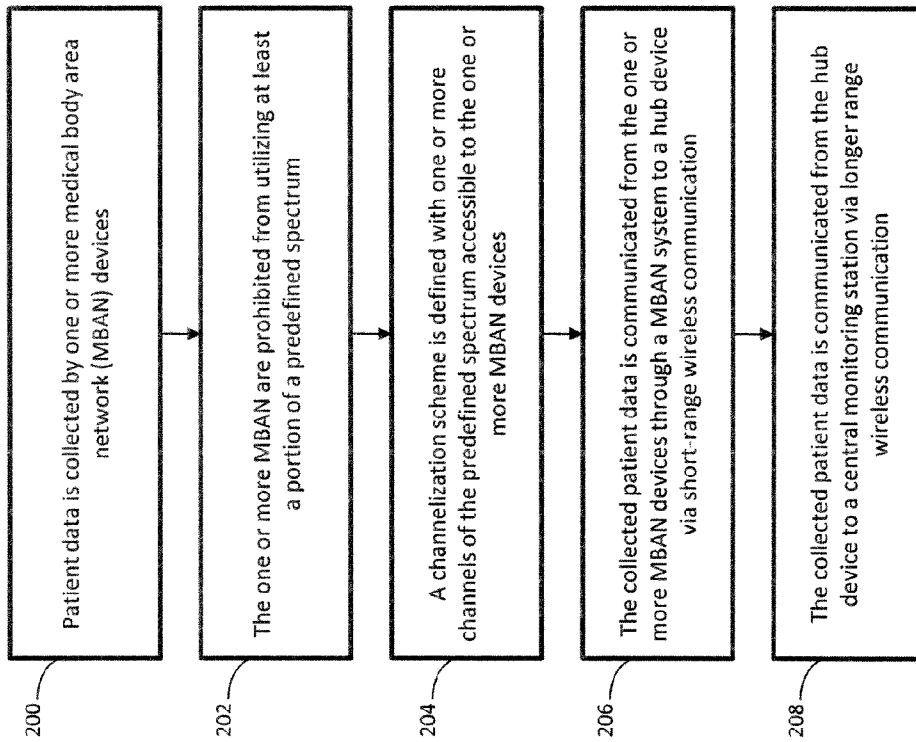 200
Patient data is collected by one or more medical body area
network (MBAN) devices
202
The one or more MBAN are prohibited from utilizing at least
a portion of a predefined spectrum
204
A channelization scheme is defined with one or more
channels of the predefined spectrum accessible to the one or
more MBAN devices
206
The collected patient data is communicated from the one or
more MBAN devices through a MBAN system to a hub device
via short-range wireless communication
208
The collected patient data is communicated from the hub
device to a central monitoring station via longer range
wireless communication